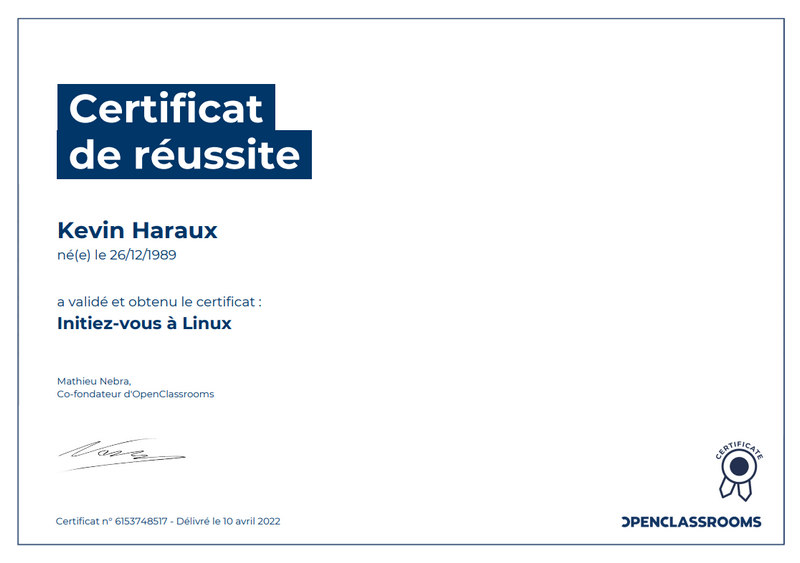 Certificat
de réussite
Kevin Haraux
né(e) le 26/12/1989
a validé et obtenu le certificat :
Initiez-vous à Linux
Mathieu Nebra,
Co-fondateur d'OpenClassrooms
CERTIFICATE
Certificat n° 6153748517 - Délivré le 10 avril 2022
OPENCLASSROOMS